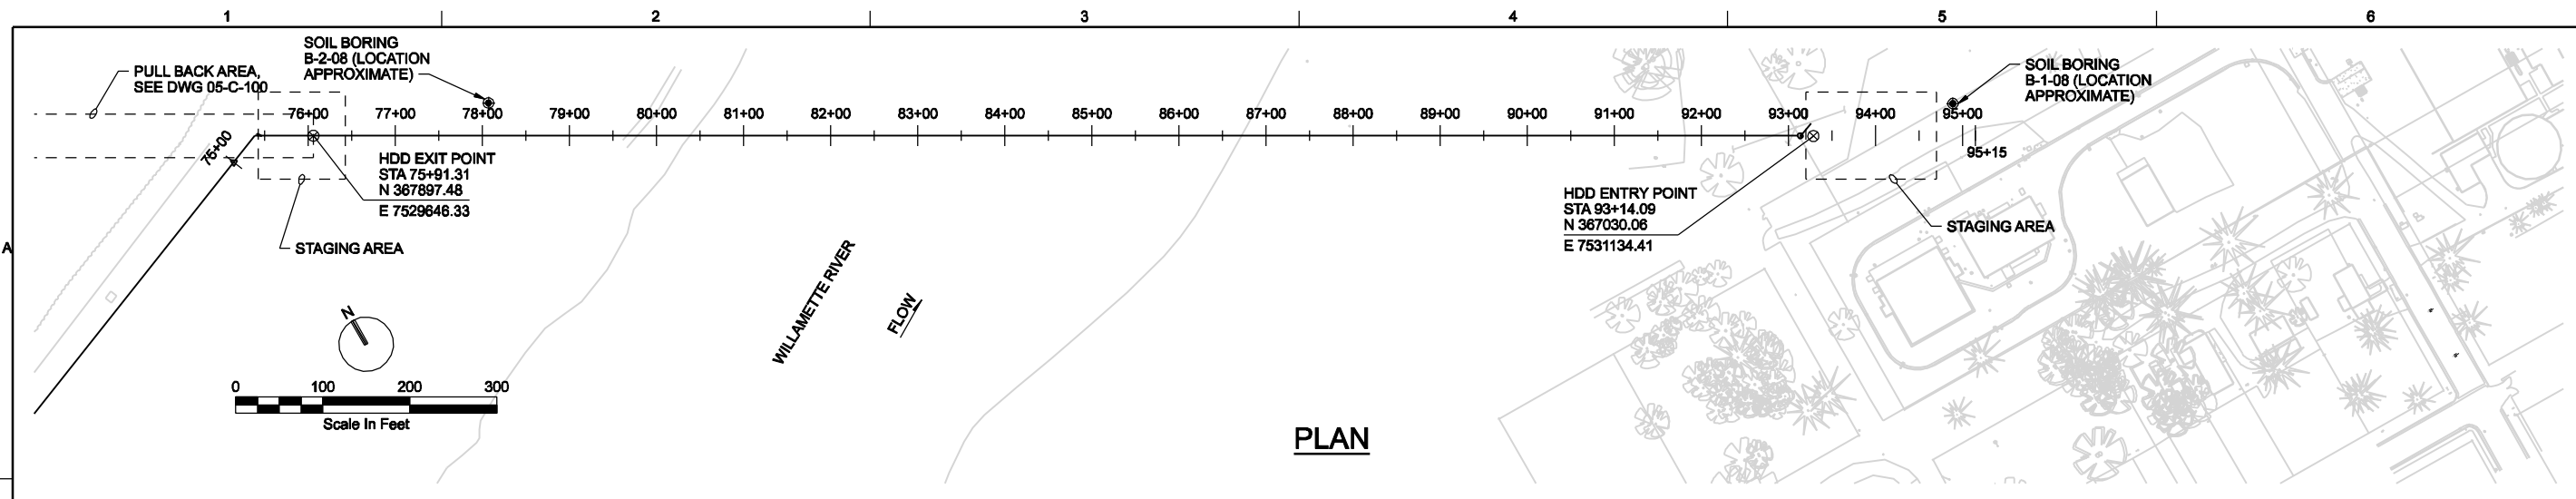 1
2
3
4
5
6
PULL BACK AREA,
SEE DWG 05-C-100
SOIL BORING
B-2-08 (LOCATION
APPROXIMATE)
SOIL BORING
B-1-08 (LOCATION
APPROXIMATE)
75+00
76+00
77+00
78+00
79+00
80+00
81+00
82+00
83+00
84+00
85+00
86+00
87+00
88+00
89+00
90+00
91+00
92+00
93+00
94+00
95+00
95+15
HDD EXIT POINT
STA 75+91.31
N 367897.48
E 7529646.33
STAGING AREA
HDD ENTRY POINT
STA 93+14.09
N 367030.06
E 7531134.41
STAGING AREA
A
WILLAMETTE RIVER
FLOW
N
0 100 200 300
Scale In Feet
PLAN